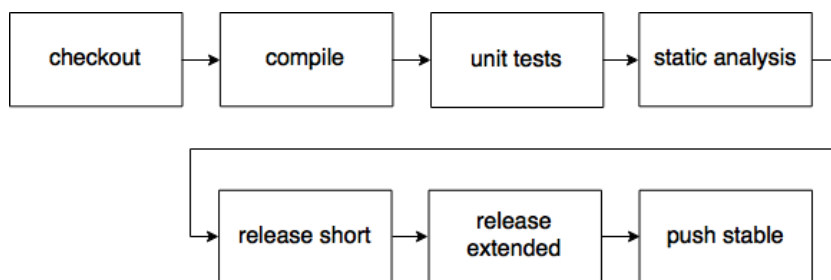 checkout
compile
unit tests
static analysis
release short
release
extended
push stable